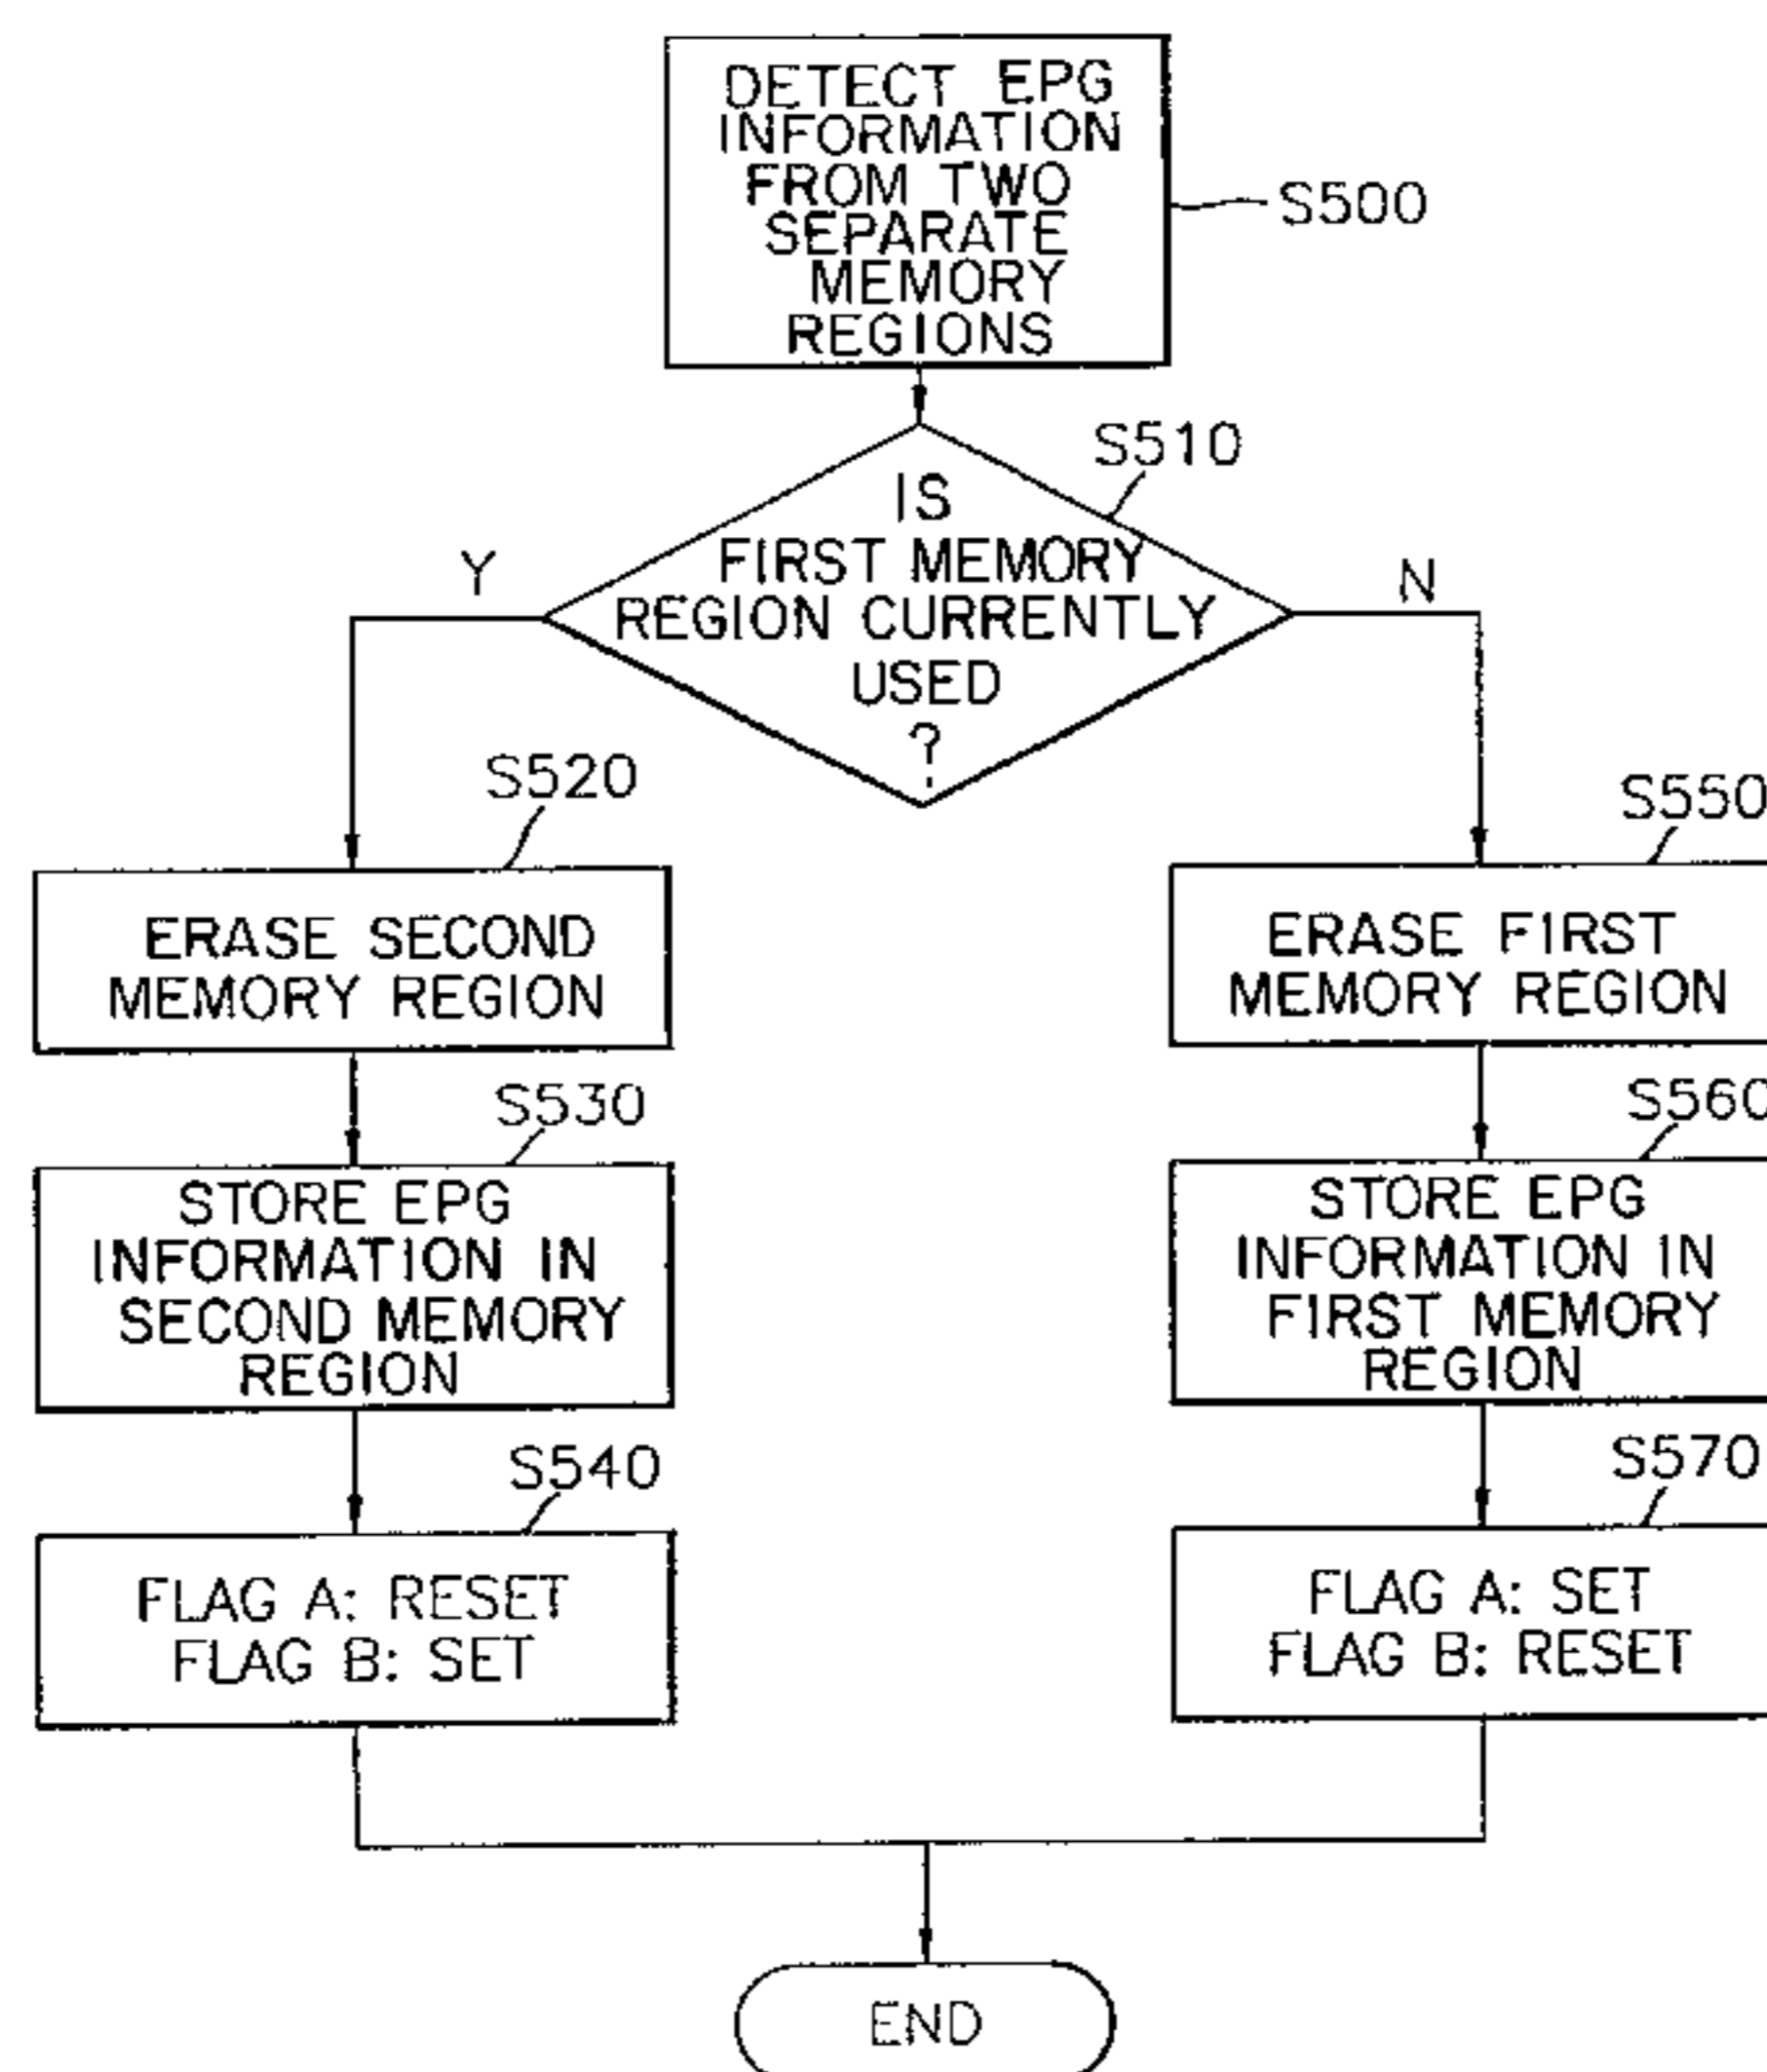 DETECT EPG
INFORMATION
FROM TWO
SEPARATE
MEMORY
REGIONS
S500
S510
IS
FIRST MEMORY
REGION CURRENTLY
USED
?
Y
N
S520
ERASE SECOND
MEMORY REGION
S530
STORE EPG
INFORMATION IN
SECOND MEMORY
REGION
S540
FLAG A: RESET
FLAG B: SET
S550
ERASE FIRST
MEMORY REGION
S560
STORE EPG
INFORMATION IN
FIRST MEMORY
REGION
S570
FLAG A: SET
FLAG B: RESET
END